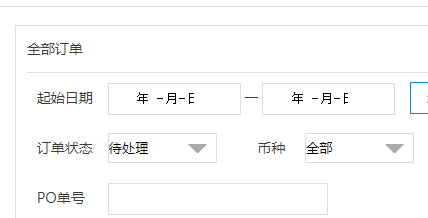 全部订单
起始日期 年 -月-日 — 年 -月-日
订单状态 待处理 币种 全部
PO单号